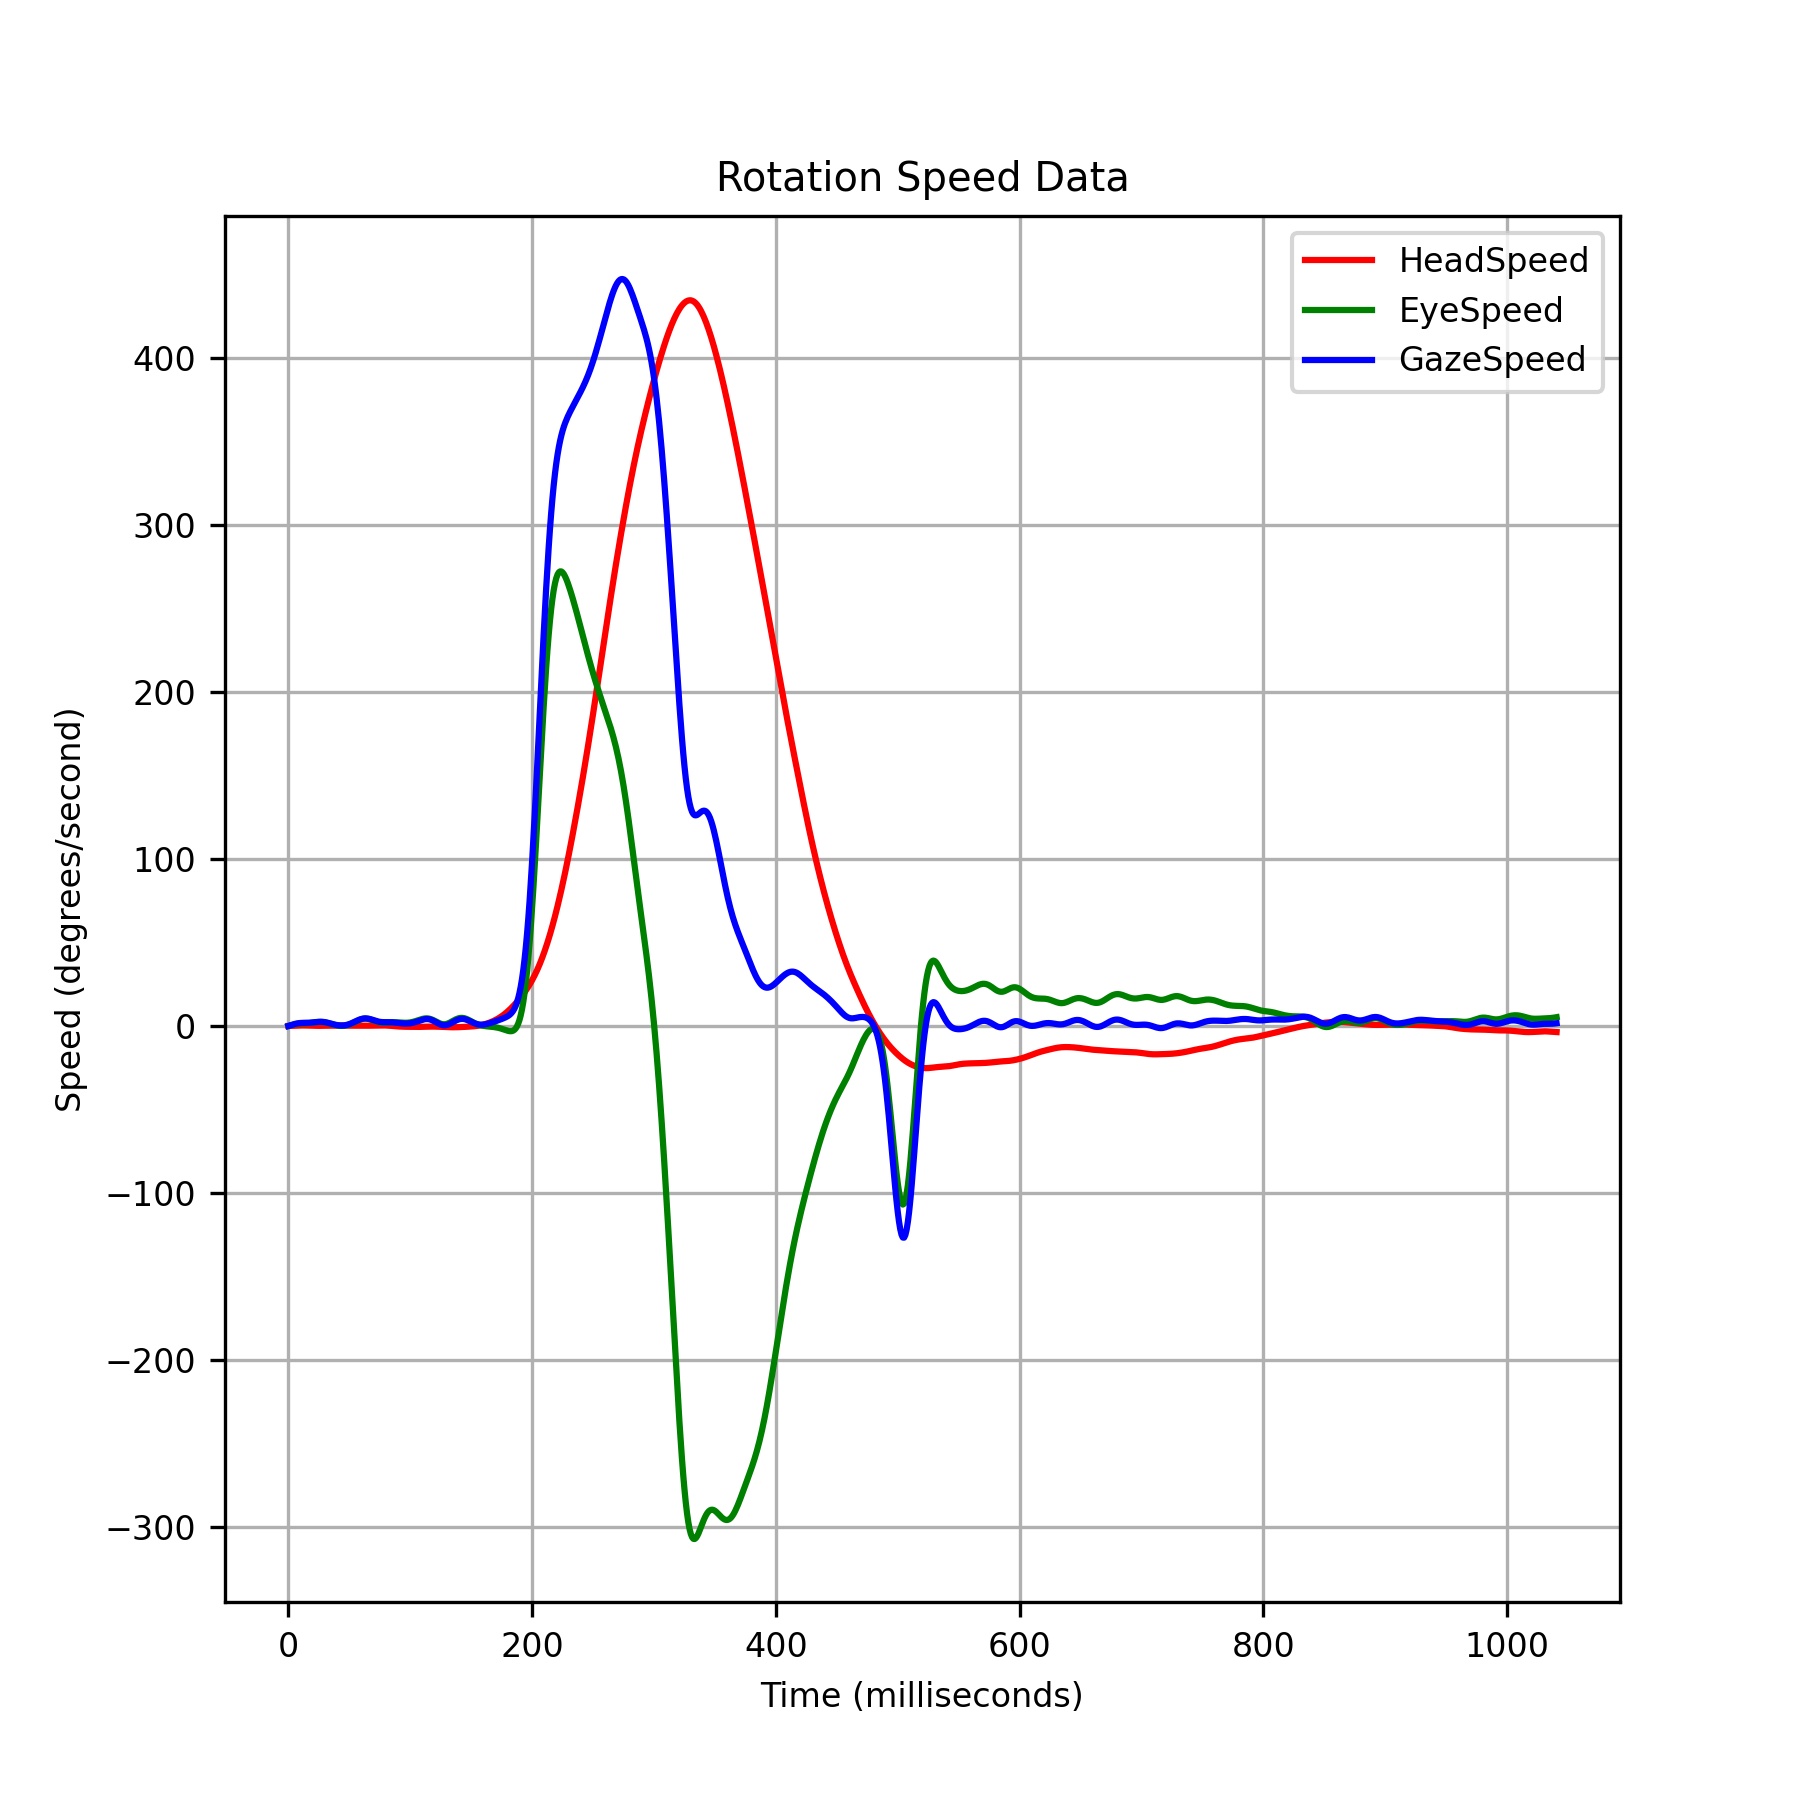 Rotation Speed Data
HeadSpeed
EyeSpeed
GazeSpeed
400
300
200
100
0
−100
−200
−300
Speed (degrees/second)
0 200 400 600 800 1000
Time (milliseconds)